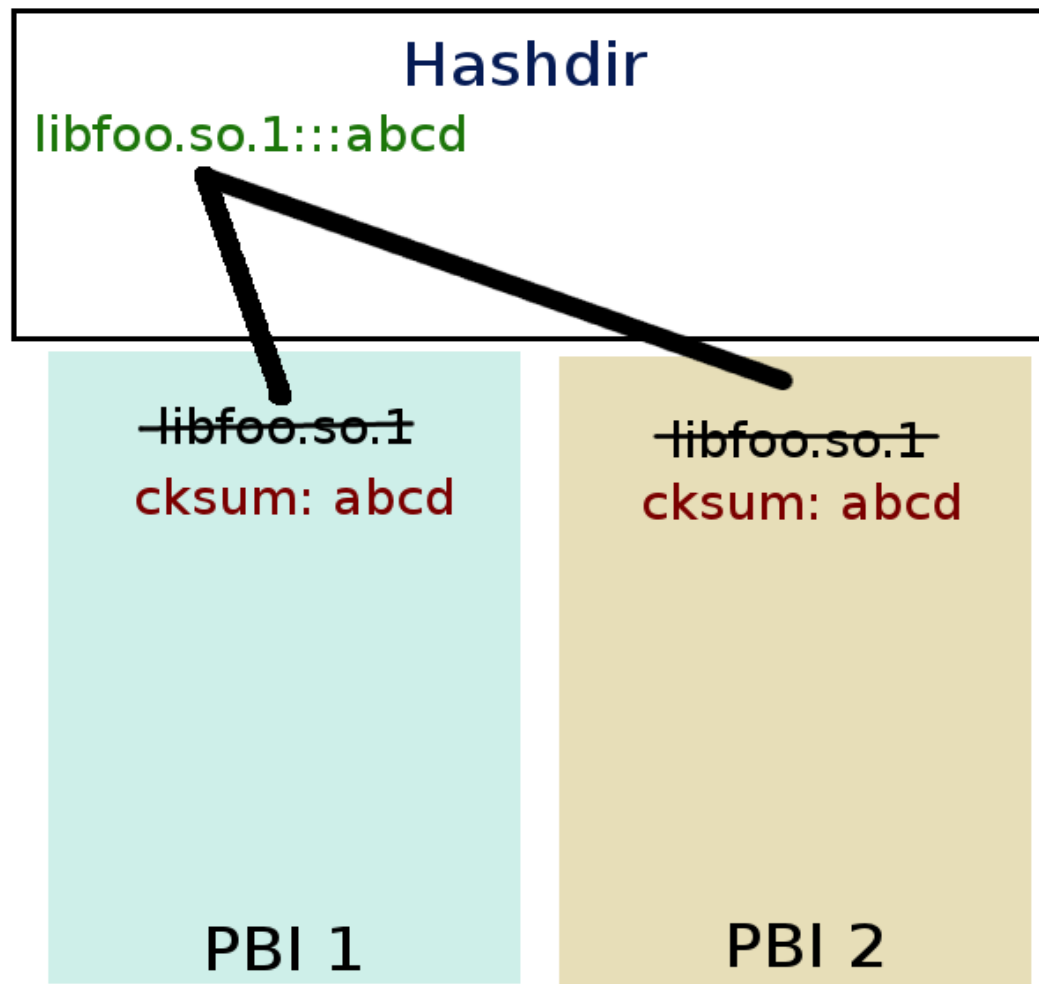 Hashdir
libfoo.so.1:::abcd
libfoo.so.1
cksum: abcd
PBI 1
libfoo.so.1
cksum: abcd
PBI 2